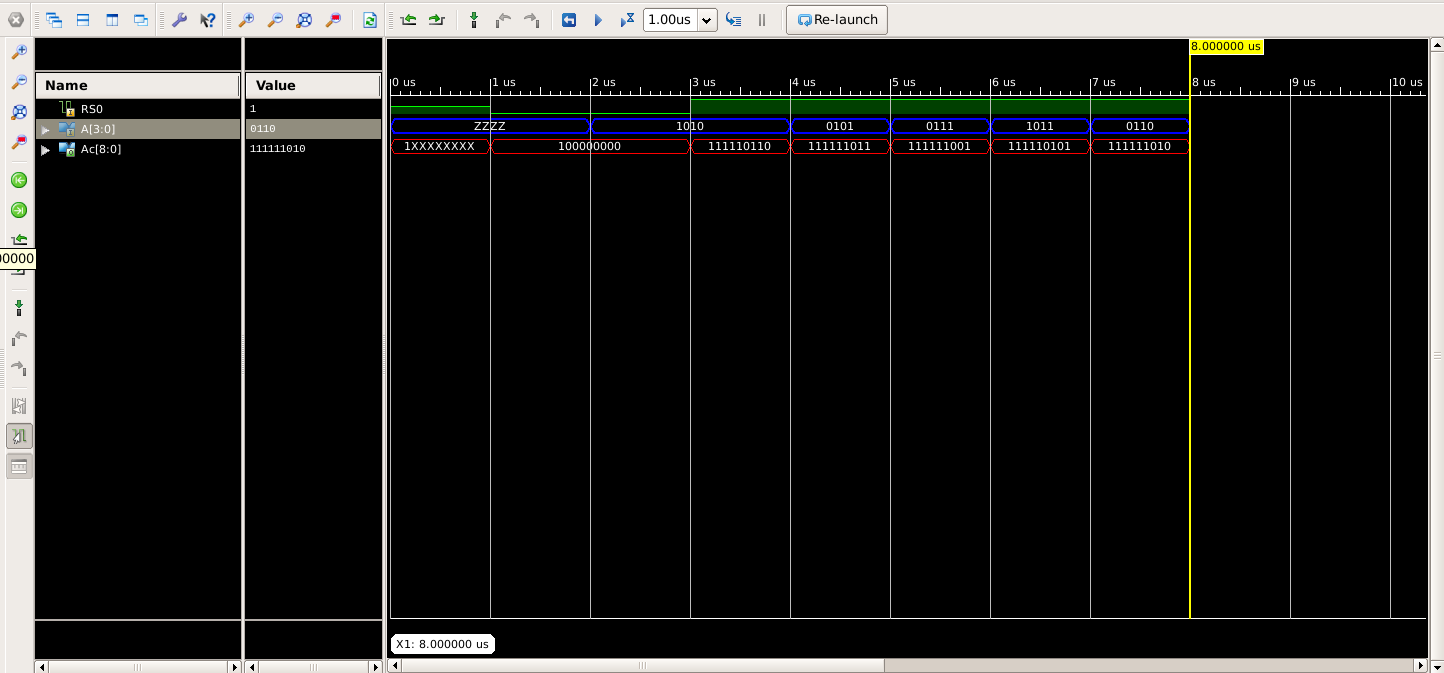 1.00us Re-launch
8.000000 us
Name Value
0 us 1 us 2 us 3 us 4 us 5 us 6 us 7 us 8 us 9 us 10 us
RS0 1
A[3:0] 0110 ZZZZ 1010 0101 0111 1011 0110
Ac[8:0] 111111010 1XXXXXXXX 100000000 111110110 111111011 111111001 111110101 111111010
00000
X1: 8.000000 us